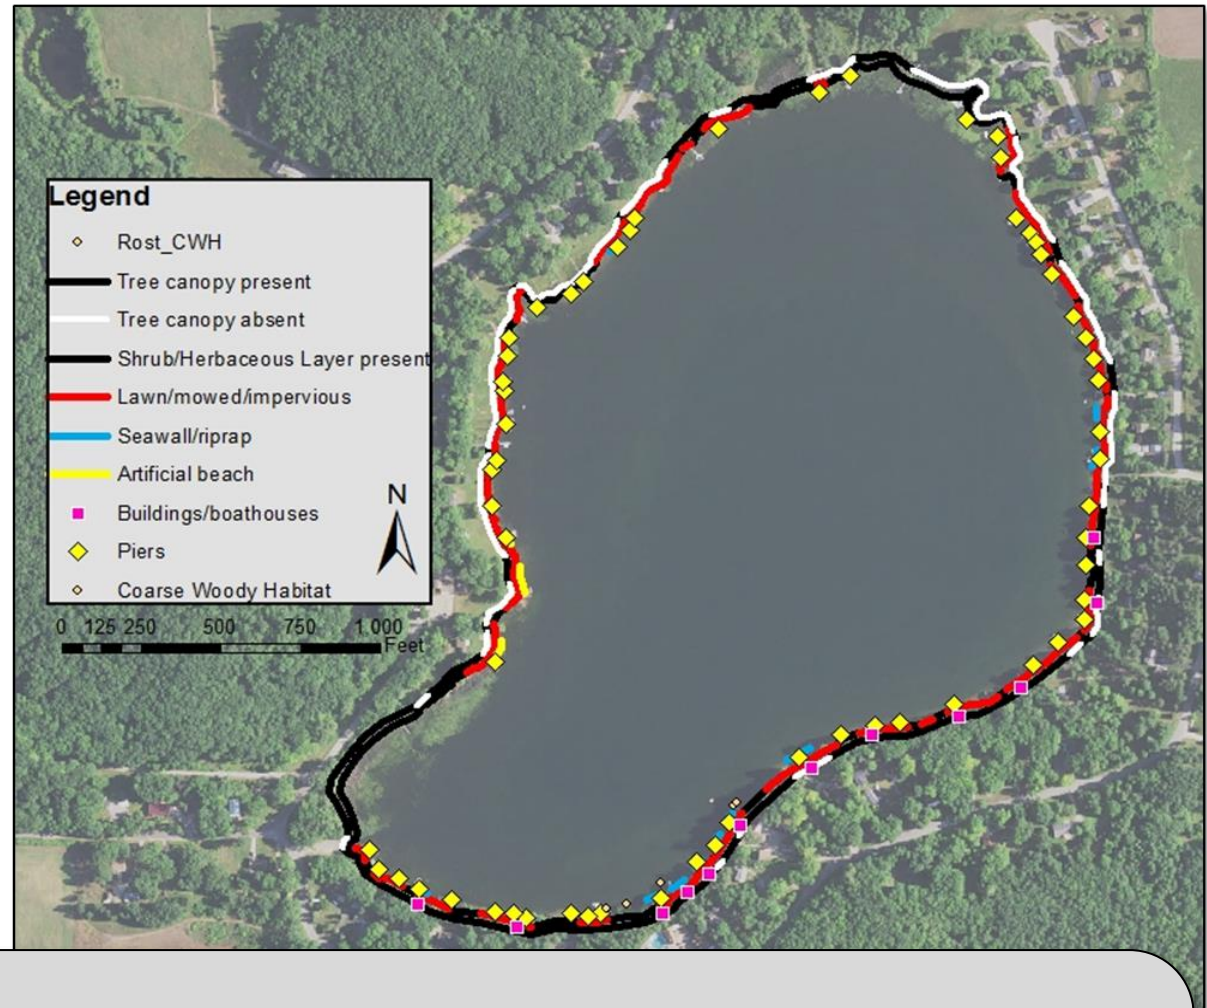 Legend
Rost_CWH
Tree canopy present
Tree canopy absent
Shrub/Herbaceous Layer present
Lawn/mowed/impervious
Seawall/riprap
Artificial beach
N
Buildings/boathouses
Piers
Coarse Woody Habitat
0 125 250 500 750 1 000
Feet